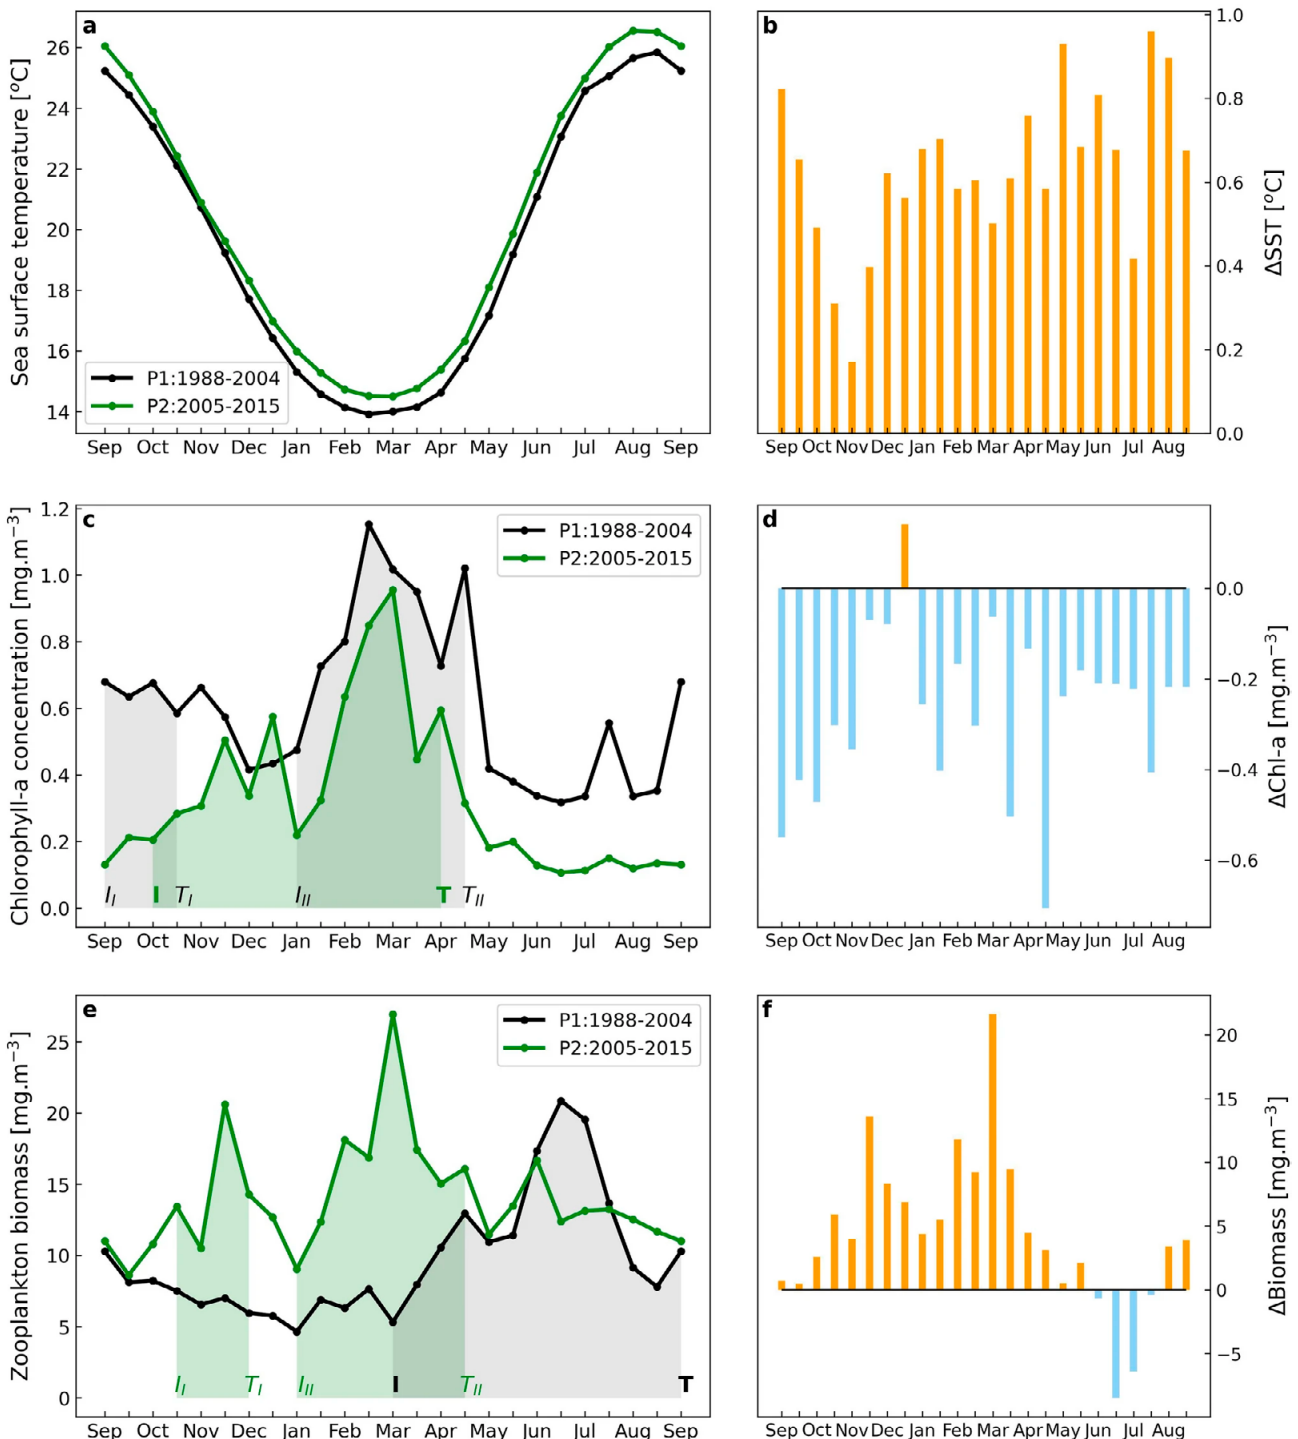 a
Sea surface temperature [°C]
26
24
22
20
18
16
14
P1:1988-2004
P2:2005-2015
Sep Oct Nov Dec Jan Feb Mar Apr May Jun Jul Aug Sep
b
1.0
0.8
0.6
0.4
0.2
0.0
ΔSST [°C]
Sep Oct Nov Dec Jan Feb Mar Apr May Jun Jul Aug
c
Chlorophyll-a concentration [mg.m⁻³]
1.2
1.0
0.8
0.6
0.4
0.2
0.0
P1:1988-2004
P2:2005-2015
I_I I T_I I_II T T_II
Sep Oct Nov Dec Jan Feb Mar Apr May Jun Jul Aug Sep
d
0.0
−0.2
−0.4
−0.6
ΔChl-a [mg.m⁻³]
Sep Oct Nov Dec Jan Feb Mar Apr May Jun Jul Aug
e
Zooplankton biomass [mg.m⁻³]
25
20
15
10
5
0
P1:1988-2004
P2:2005-2015
I_I T_I I_II I T_II T
Sep Oct Nov Dec Jan Feb Mar Apr May Jun Jul Aug Sep
f
20
15
10
5
0
−5
ΔBiomass [mg.m⁻³]
Sep Oct Nov Dec Jan Feb Mar Apr May Jun Jul Aug